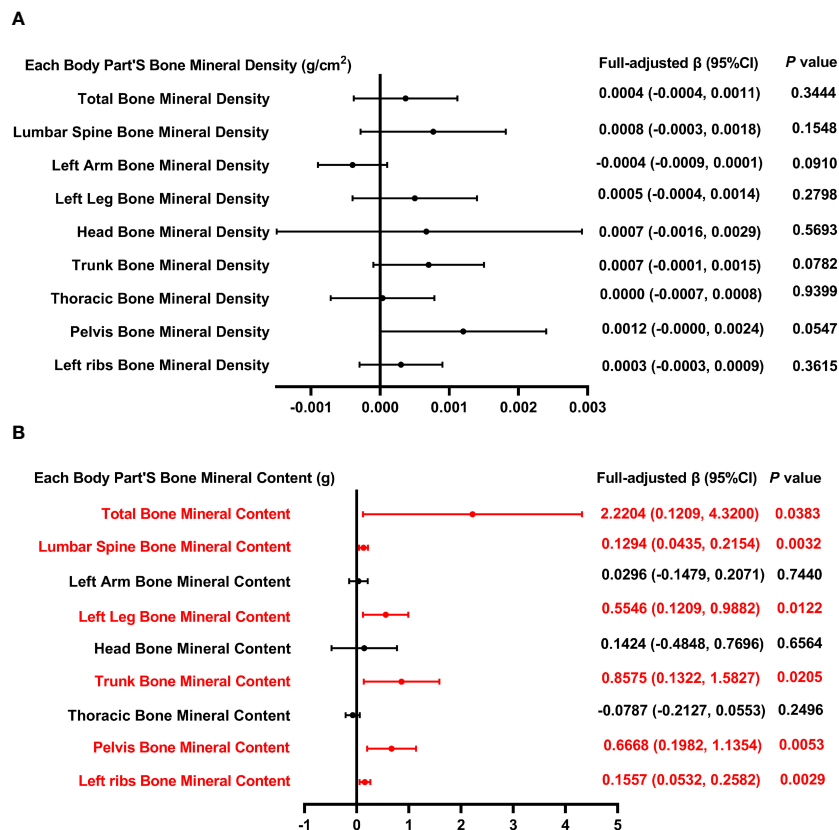 A
Each Body Part'S Bone Mineral Density (g/cm²) Full-adjusted β (95%CI) P value
Total Bone Mineral Density 0.0004 (-0.0004, 0.0011) 0.3444
Lumbar Spine Bone Mineral Density 0.0008 (-0.0003, 0.0018) 0.1548
Left Arm Bone Mineral Density -0.0004 (-0.0009, 0.0001) 0.0910
Left Leg Bone Mineral Density 0.0005 (-0.0004, 0.0014) 0.2798
Head Bone Mineral Density 0.0007 (-0.0016, 0.0029) 0.5693
Trunk Bone Mineral Density 0.0007 (-0.0001, 0.0015) 0.0782
Thoracic Bone Mineral Density 0.0000 (-0.0007, 0.0008) 0.9399
Pelvis Bone Mineral Density 0.0012 (-0.0000, 0.0024) 0.0547
Left ribs Bone Mineral Density 0.0003 (-0.0003, 0.0009) 0.3615
-0.001 0.000 0.001 0.002 0.003
B
Each Body Part'S Bone Mineral Content (g) Full-adjusted β (95%CI) P value
Total Bone Mineral Content 2.2204 (0.1209, 4.3200) 0.0383
Lumbar Spine Bone Mineral Content 0.1294 (0.0435, 0.2154) 0.0032
Left Arm Bone Mineral Content 0.0296 (-0.1479, 0.2071) 0.7440
Left Leg Bone Mineral Content 0.5546 (0.1209, 0.9882) 0.0122
Head Bone Mineral Content 0.1424 (-0.4848, 0.7696) 0.6564
Trunk Bone Mineral Content 0.8575 (0.1322, 1.5827) 0.0205
Thoracic Bone Mineral Content -0.0787 (-0.2127, 0.0553) 0.2496
Pelvis Bone Mineral Content 0.6668 (0.1982, 1.1354) 0.0053
Left ribs Bone Mineral Content 0.1557 (0.0532, 0.2582) 0.0029
-1 0 1 2 3 4 5